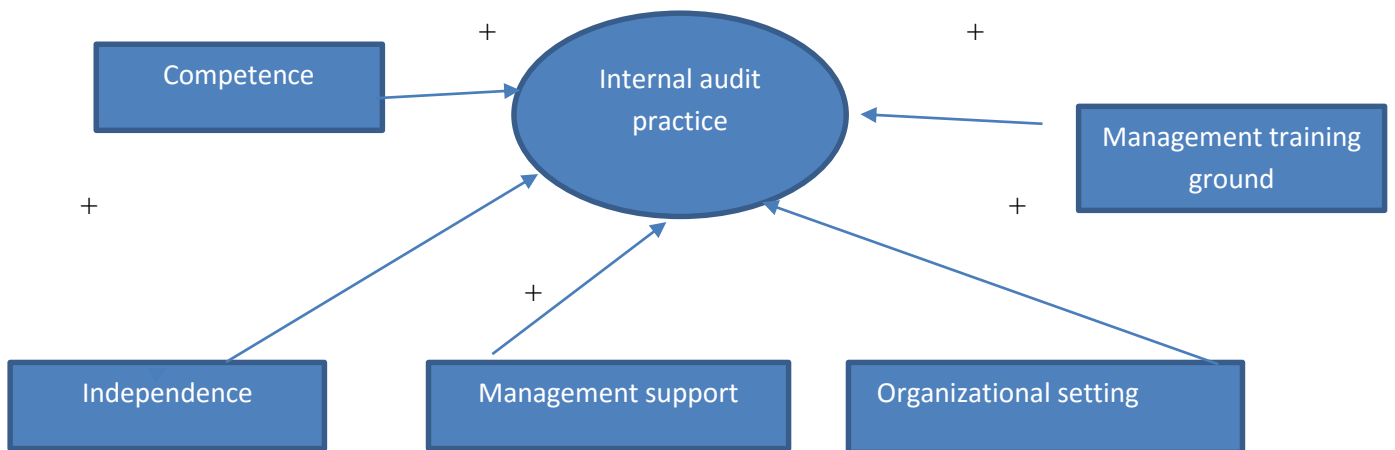 +
+
Competence
Internal audit
practice
Management training
ground
+
+
+
Independence
Management support
Organizational setting